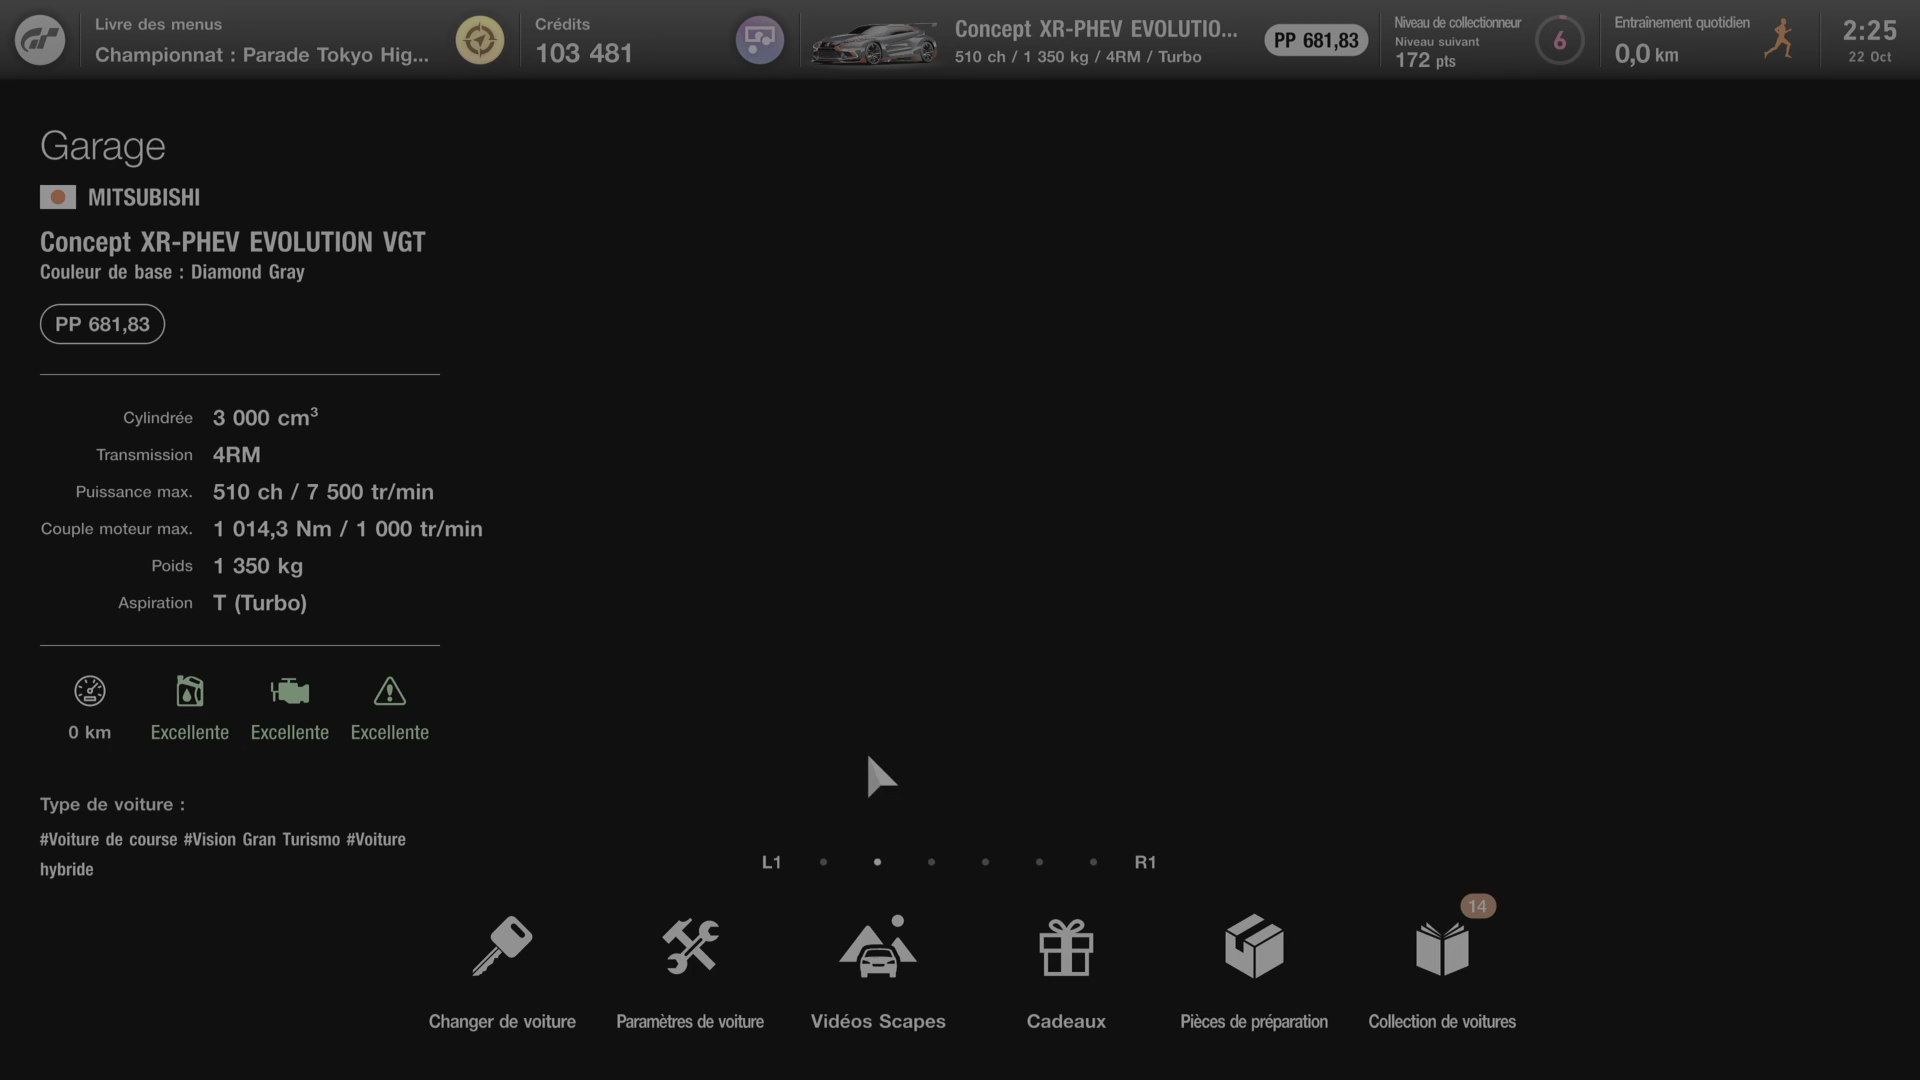 Livre des menus
Championnat : Parade Tokyo Hig...
Crédits
103 481
Concept XR-PHEV EVOLUTIO...
510 ch / 1 350 kg / 4RM / Turbo
PP 681,83
Niveau de collectionneur
Niveau suivant
172 pts
6
Entraînement quotidien
0,0 km
2:25
22 Oct
Garage
MITSUBISHI
Concept XR-PHEV EVOLUTION VGT
Couleur de base : Diamond Gray
PP 681,83
Cylindrée 3 000 cm³
Transmission 4RM
Puissance max. 510 ch / 7 500 tr/min
Couple moteur max. 1 014,3 Nm / 1 000 tr/min
Poids 1 350 kg
Aspiration T (Turbo)
0 km Excellente Excellente Excellente
Type de voiture :
#Voiture de course #Vision Gran Turismo #Voiture
hybride
L1 R1
14
Changer de voiture Paramètres de voiture Vidéos Scapes Cadeaux Pièces de préparation Collection de voitures